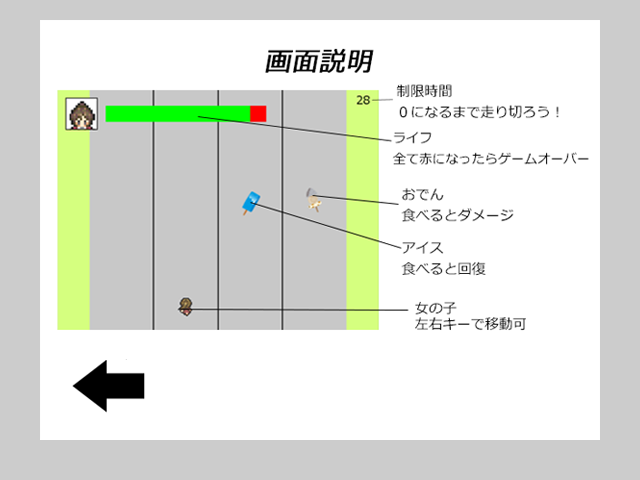 画面説明
28
制限時間
０になるまで走り切ろう！
ライフ
全て赤になったらゲームオーバー
おでん
食べるとダメージ
アイス
食べると回復
女の子
左右キーで移動可